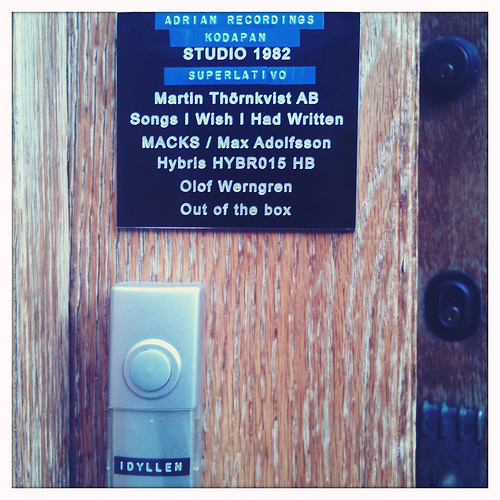 ADRIAN RECORDINGS
KODAPAN
STUDIO 1982
SUPERLATIVO
Martin Thörnkvist AB
Songs I Wish I Had Written
MACKS / Max Adolfsson
Hybris HYBR015 HB
Olof Werngren
Out of the box
IDYLLEN